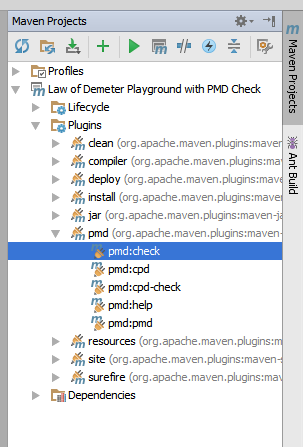 Maven Projects
Profiles
Law of Demeter Playground with PMD Check
Lifecycle
Plugins
clean (org.apache.maven.plugins:maven-
compiler (org.apache.maven.plugins:ma
deploy (org.apache.maven.plugins:mave
install (org.apache.maven.plugins:maven
jar (org.apache.maven.plugins:maven-ja
pmd (org.apache.maven.plugins:maven-
pmd:check
pmd:cpd
pmd:cpd-check
pmd:help
pmd:pmd
resources (org.apache.maven.plugins:m
site (org.apache.maven.plugins:maven-s
surefire (org.apache.maven.plugins:mav
Dependencies
Maven Projects
Ant Build